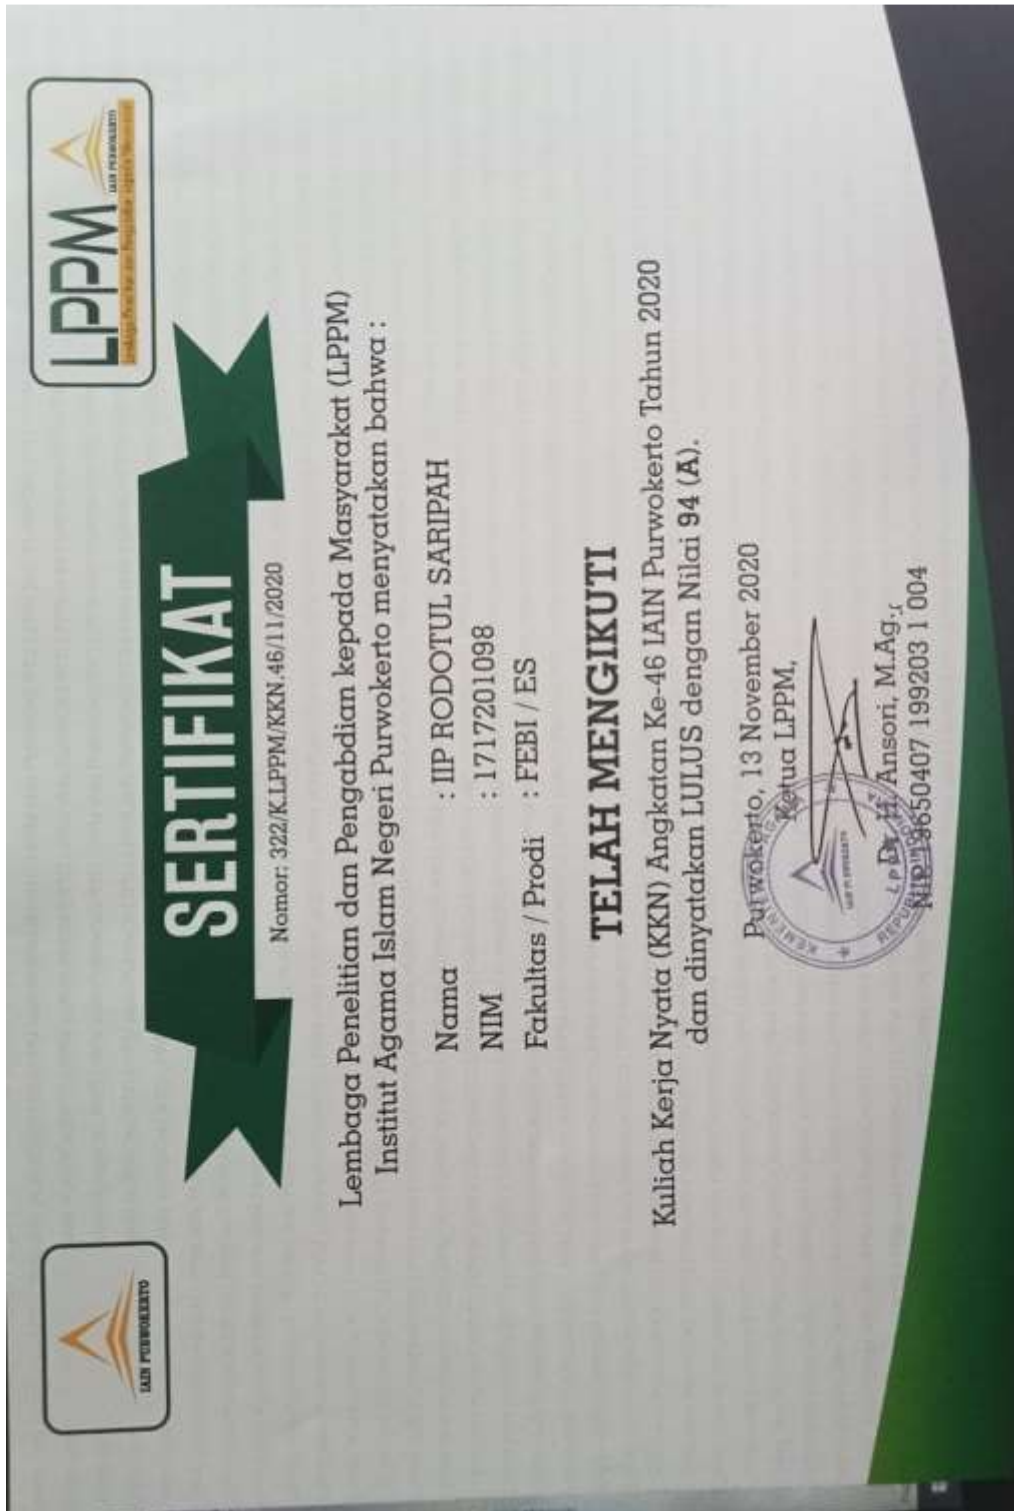 IAIN PURWOKERTO
LPPM
IAIN PURWOKERTO
SERTIFIKAT
Nomor: 322/K.LPPM/KKN.46/11/2020
Lembaga Penelitian dan Pengabdian kepada Masyarakat (LPPM)
Institut Agama Islam Negeri Purwokerto menyatakan bahwa :
Nama : IIP RODOTUL SARIPAH
NIM : 1717201098
Fakultas / Prodi : FEBI / ES
TELAH MENGIKUTI
Kuliah Kerja Nyata (KKN) Angkatan Ke-46 IAIN Purwokerto Tahun 2020
dan dinyatakan LULUS dengan Nilai 94 (A).
Purwokerto, 13 November 2020
Ketua LPPM,
Dr. H. Ansori, M.Ag.
NIP. 19650407 199203 1 004